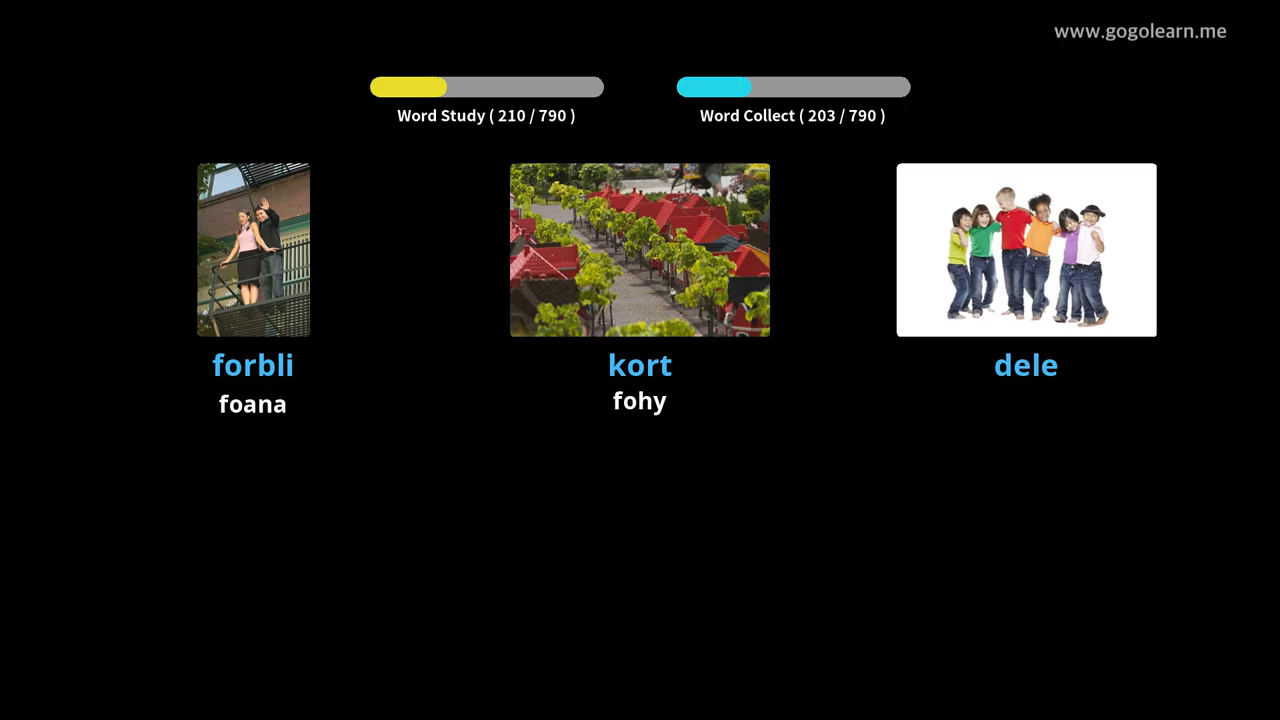 www.gogolearn.me
Word Study ( 210 / 790 )
Word Collect ( 203 / 790 )
forbli
kort
dele
foana
fohy